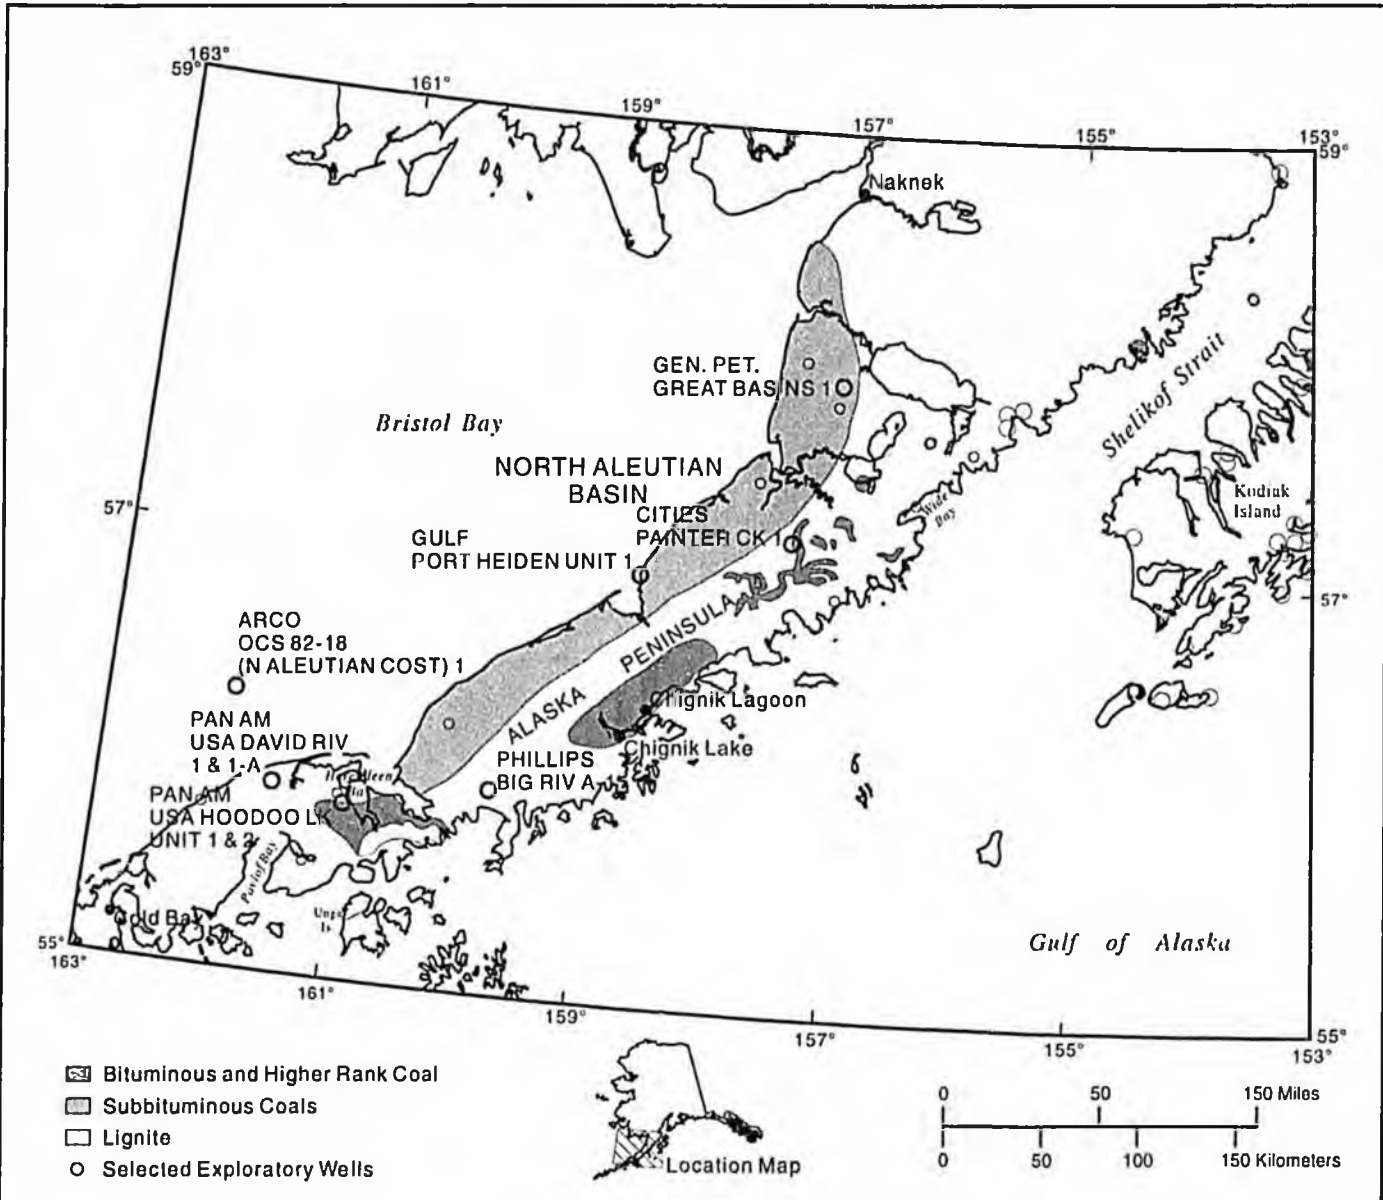 163°
59°
161°
159°
157°
155°
153°
59°
Naknek
GEN. PET.
GREAT BASINS 1
Bristol Bay
Shelikof Strait
NORTH ALEUTIAN
BASIN
Kodiak
Island
57°
Wide
Bay
CITIES
PAINTER CK 1
GULF
PORT HEIDEN UNIT 1
57°
ARCO
OCS 82-18
(N ALEUTIAN COST) 1
ALASKA PENINSULA
Chignik Lagoon
PAN AM
USA DAVID RIV
1 & 1-A
Chignik Lake
PHILLIPS
BIG RIV A-1
PAN AM
USA HOODOO LK
UNIT 1 & 2
Pavlof Bay
Cold Bay
Gulf of Alaska
55°
163°
161°
159°
157°
155°
55°
153°
Bituminous and Higher Rank Coal
Subbituminous Coals
Lignite
Selected Exploratory Wells
Location Map
0 50 150 Miles
0 50 100 150 Kilometers